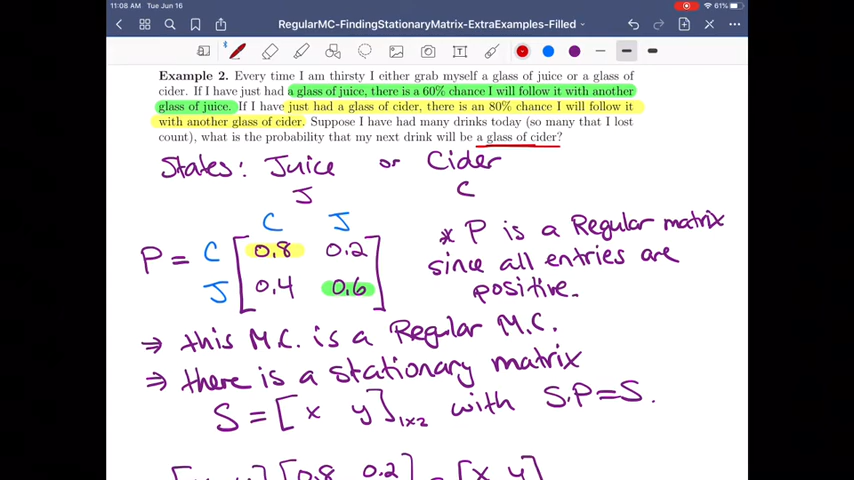 11:08 AM Tue Jun 16
61%
RegularMC-FindingStationaryMatrix-ExtraExamples-Filled
Example 2. Every time I am thirsty I either grab myself a glass of juice or a glass of
cider. If I have just had a glass of juice, there is a 60% chance I will follow it with another
glass of juice. If I have just had a glass of cider, there is an 80% chance I will follow it
with another glass of cider. Suppose I have had many drinks today (so many that I lost
count), what is the probability that my next drink will be a glass of cider?
States: Juice or Cider
J C
C J
P = C [ 0.8 0.2
J 0.4 0.6 ]
* P is a Regular matrix
since all entries are
positive.
⇒ this M.C. is a Regular M.C.
⇒ there is a stationary matrix
S = [ x y ]1x2 with S.P = S.
[x y] [0.8 0.2] = [x y]